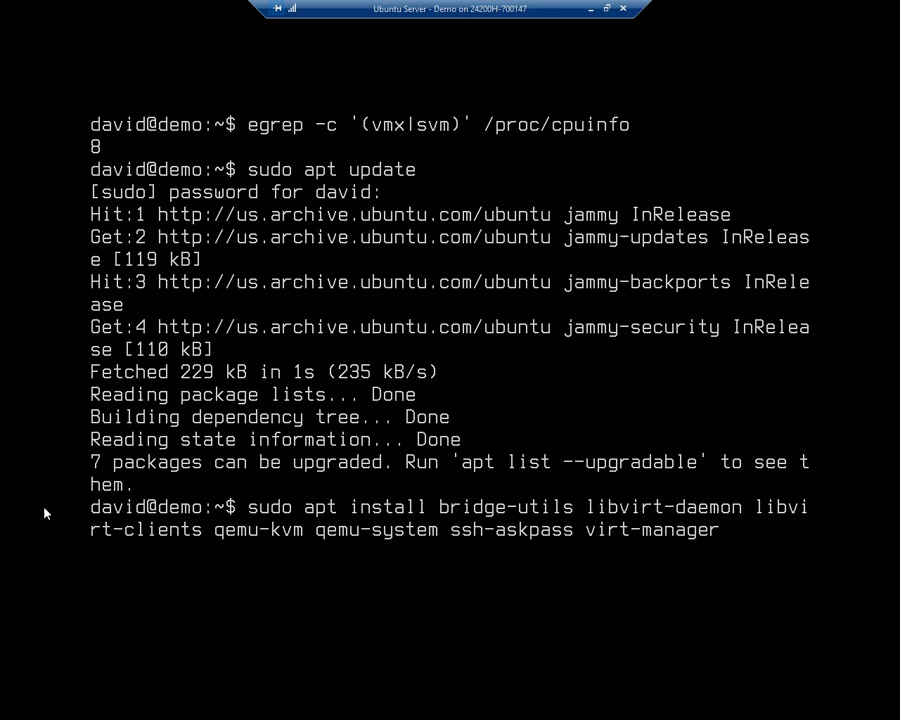 Ubuntu Server - Demo on 24200H-700147
david@demo:~$ egrep -c '(vmx|svm)' /proc/cpuinfo
8
david@demo:~$ sudo apt update
[sudo] password for david:
Hit:1 http://us.archive.ubuntu.com/ubuntu jammy InRelease
Get:2 http://us.archive.ubuntu.com/ubuntu jammy-updates InReleas
e [119 kB]
Hit:3 http://us.archive.ubuntu.com/ubuntu jammy-backports InRele
ase
Get:4 http://us.archive.ubuntu.com/ubuntu jammy-security InRelea
se [110 kB]
Fetched 229 kB in 1s (235 kB/s)
Reading package lists... Done
Building dependency tree... Done
Reading state information... Done
7 packages can be upgraded. Run 'apt list --upgradable' to see t
hem.
david@demo:~$ sudo apt install bridge-utils libvirt-daemon libvi
rt-clients qemu-kvm qemu-system ssh-askpass virt-manager